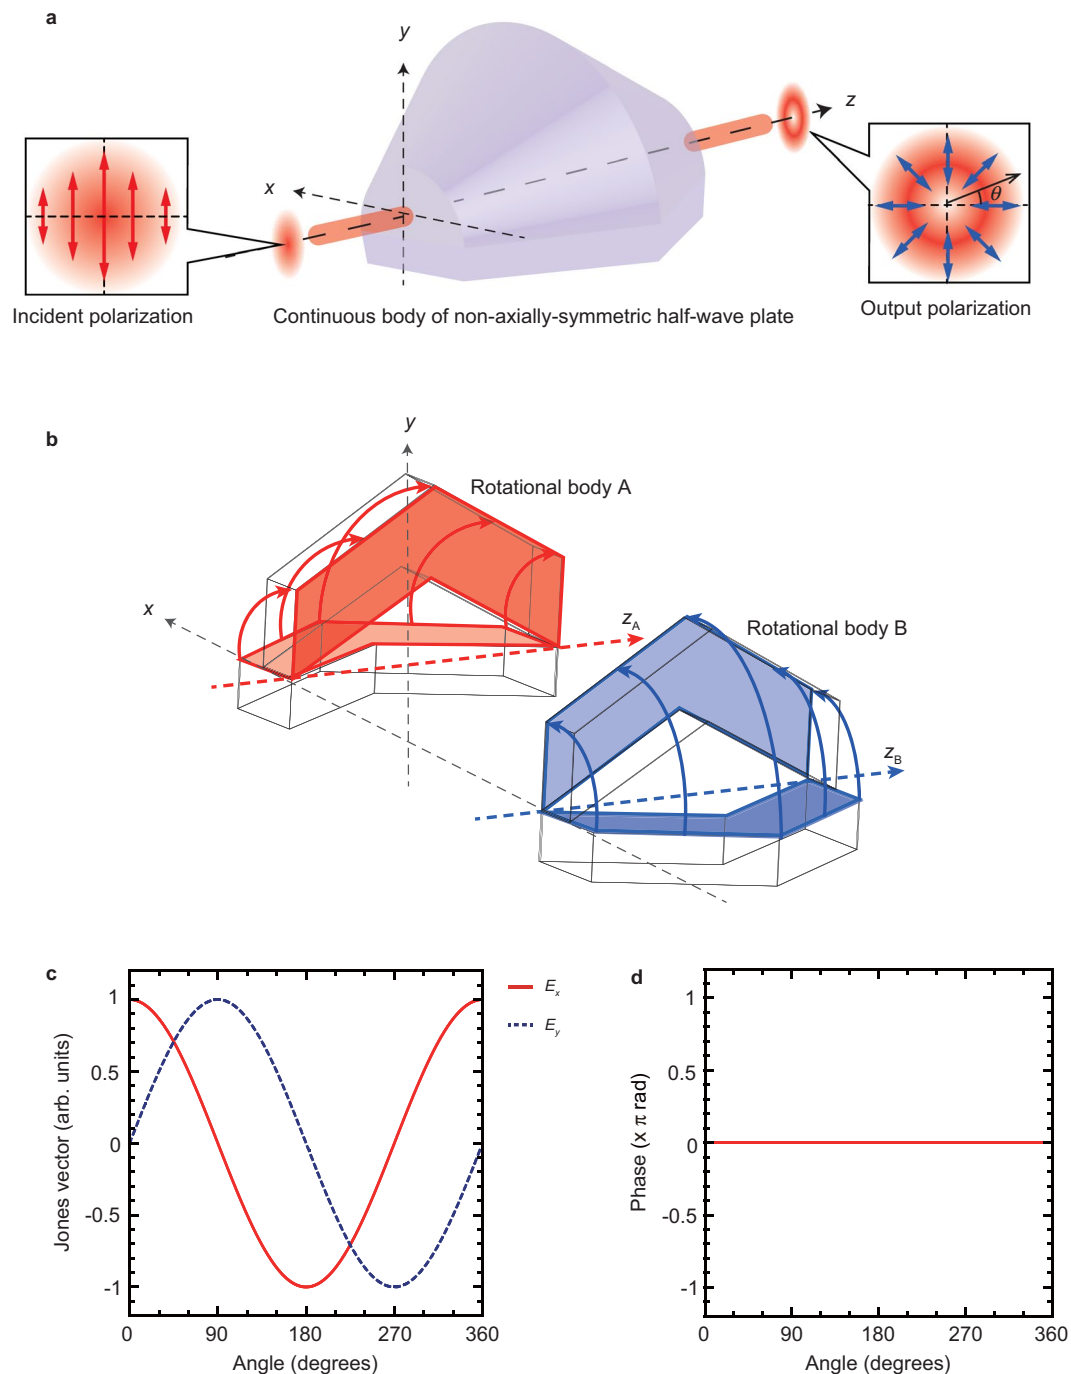 a
y
z
x
θ
Incident polarization
Continuous body of non-axially-symmetric half-wave plate
Output polarization
b
y
Rotational body A
x
zA
Rotational body B
zB
c
Jones vector (arb. units)
1
0.5
0
-0.5
-1
0 90 180 270 360
Angle (degrees)
Ex
Ey
d
Phase (x π rad)
1
0.5
0
-0.5
-1
0 90 180 270 360
Angle (degrees)